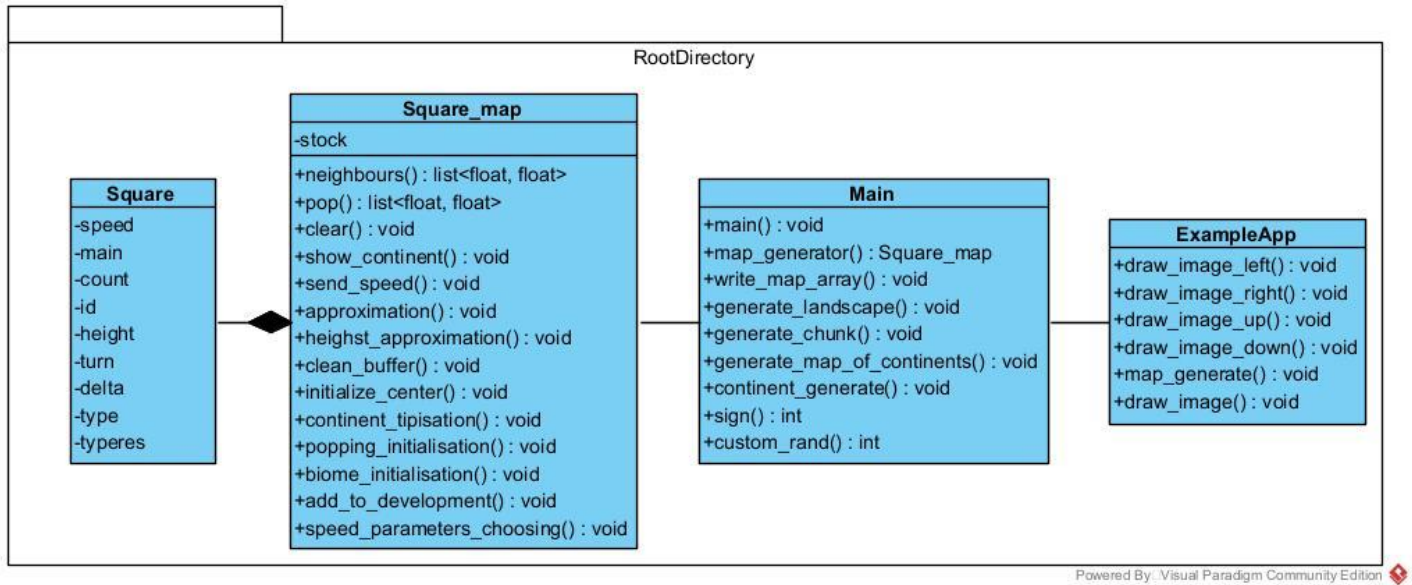 RootDirectory
Square
-speed
-main
-count
-id
-height
-turn
-delta
-type
-typeres
Square_map
-stock
+neighbours() : list<float, float>
+pop() : list<float, float>
+clear() : void
+show_continent() : void
+send_speed() : void
+approximation() : void
+heighst_approximation() : void
+clean_buffer() : void
+initialize_center() : void
+continent_tipisation() : void
+popping_initialisation() : void
+biome_initialisation() : void
+add_to_development() : void
+speed_parameters_choosing() : void
Main
+main() : void
+map_generator() : Square_map
+write_map_array() : void
+generate_landscape() : void
+generate_chunk() : void
+generate_map_of_continents() : void
+continent_generate() : void
+sign() : int
+custom_rand() : int
ExampleApp
+draw_image_left() : void
+draw_image_right() : void
+draw_image_up() : void
+draw_image_down() : void
+map_generate() : void
+draw_image() : void
Powered By Visual Paradigm Community Edition